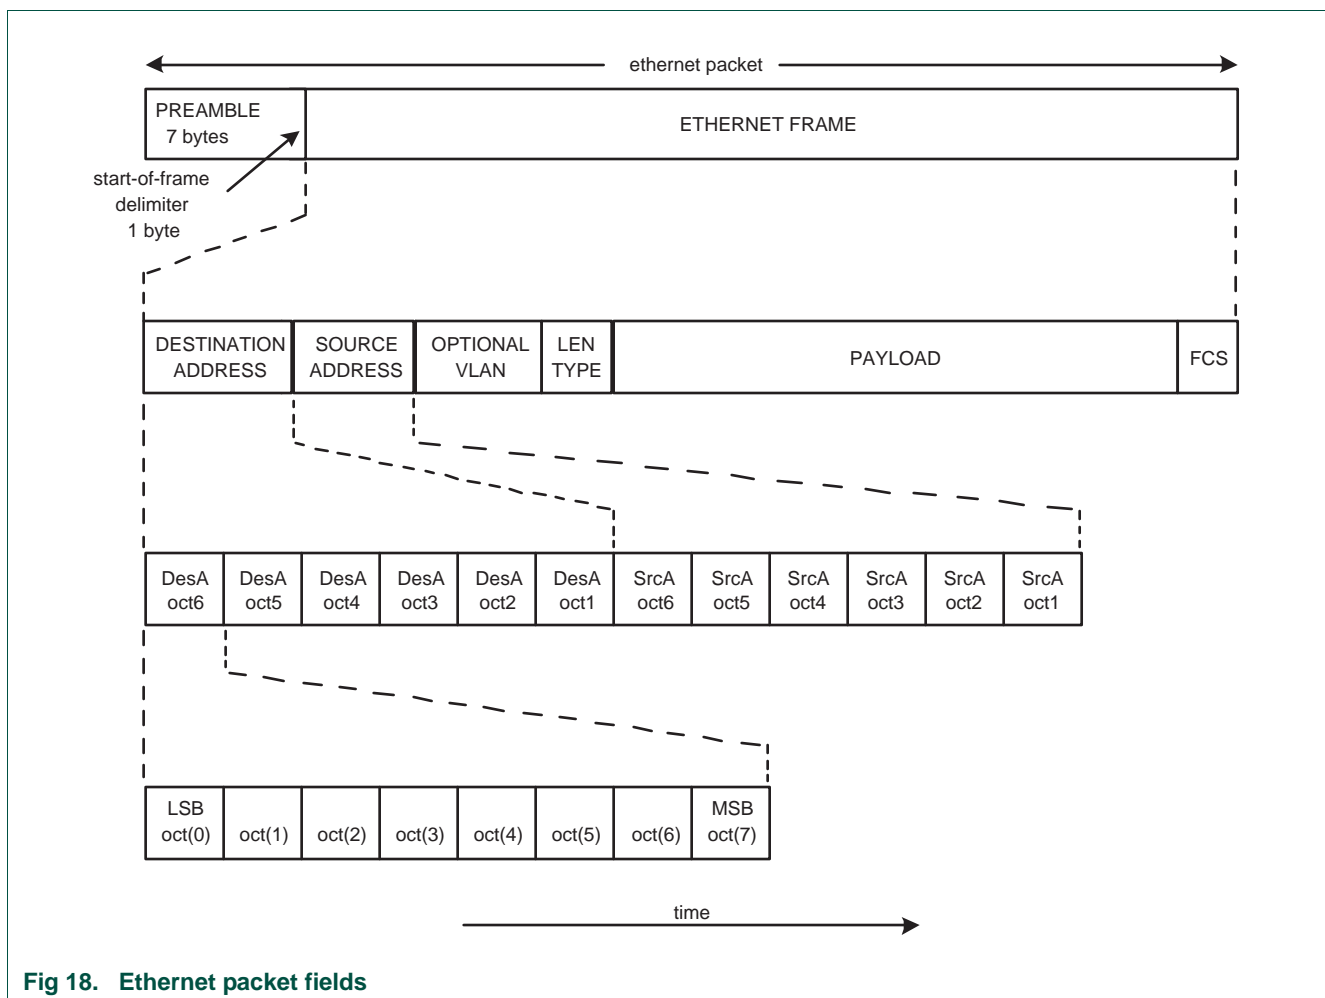 ethernet packet
PREAMBLE
7 bytes
ETHERNET FRAME
start-of-frame
delimiter
1 byte
DESTINATION
ADDRESS
SOURCE
ADDRESS
OPTIONAL
VLAN
LEN
TYPE
PAYLOAD
FCS
DesA
oct6
DesA
oct5
DesA
oct4
DesA
oct3
DesA
oct2
DesA
oct1
SrcA
oct6
SrcA
oct5
SrcA
oct4
SrcA
oct3
SrcA
oct2
SrcA
oct1
LSB
oct(0)
oct(1)
oct(2)
oct(3)
oct(4)
oct(5)
oct(6)
MSB
oct(7)
time
Fig 18. Ethernet packet fields